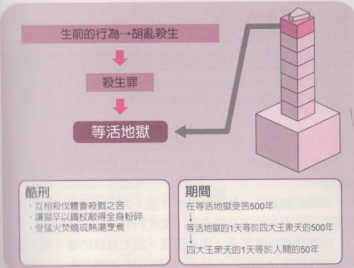 生前的行為→胡亂殺生
殺生罪
等活地獄
酷刑
・互相殺伐體會殺戮之苦
・讓獄卒以鐵杖敲得全身粉碎
・受猛火焚燒或熱湯烹煮
期間
在等活地獄受苦500年
↓
等活地獄的1天等於四大王衆天的500年
↓
四大王衆天的1天等於人間的50年